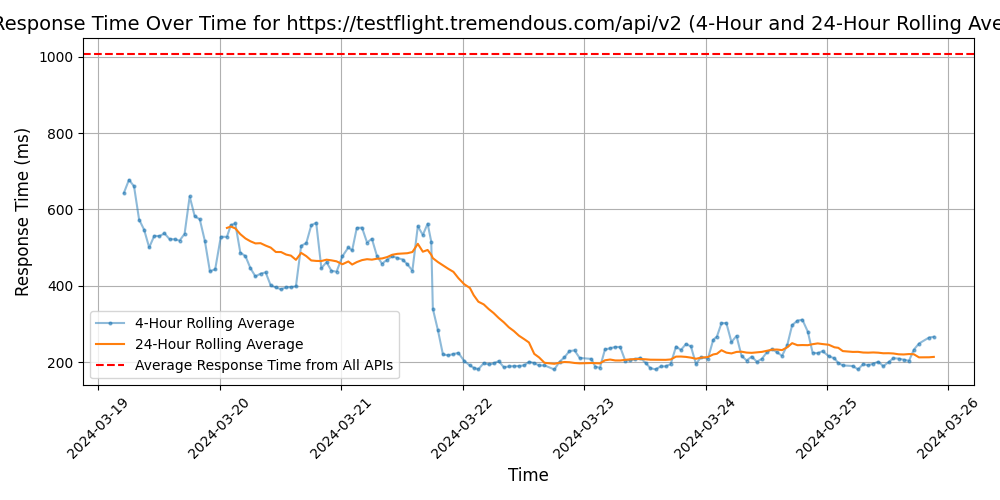 Response Time Over Time for https://testflight.tremendous.com/api/v2 (4-Hour and 24-Hour Rolling Ave
Response Time (ms)
1000
800
600
400
200
4-Hour Rolling Average
24-Hour Rolling Average
Average Response Time from All APIs
2024-03-19
2024-03-20
2024-03-21
2024-03-22
2024-03-23
2024-03-24
2024-03-25
2024-03-26
Time